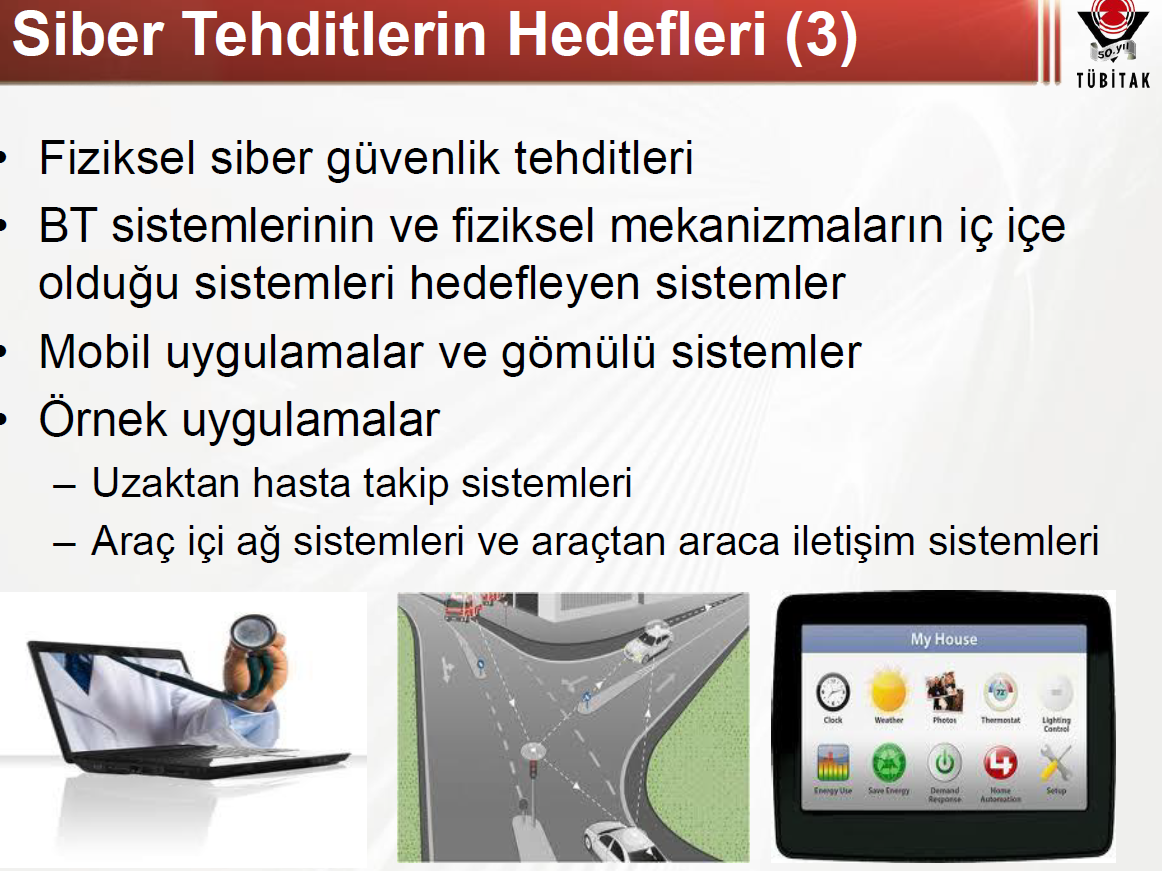 Siber Tehditlerin Hedefleri (3)
50.yıl
TÜBİTAK
• Fiziksel siber güvenlik tehditleri
• BT sistemlerinin ve fiziksel mekanizmaların iç içe
olduğu sistemleri hedefleyen sistemler
• Mobil uygulamalar ve gömülü sistemler
• Örnek uygulamalar
– Uzaktan hasta takip sistemleri
– Araç içi ağ sistemleri ve araçtan araca iletişim sistemleri
My House
Clock Weather Photos Thermostat Lighting
Control
72°
Energy Use Save Energy Demand
Response Home
Automation Setup